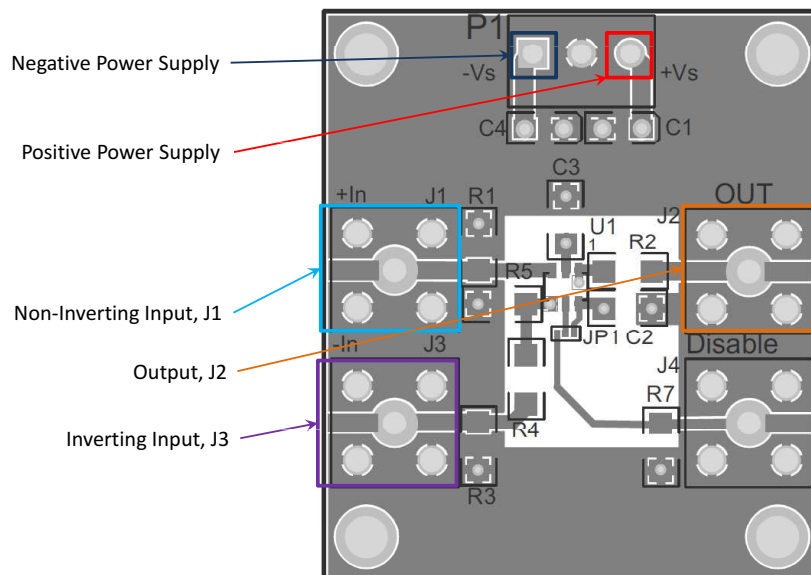 P1
Negative Power Supply
-Vs
+Vs
C4
C1
Positive Power Supply
C3
+In
J1
R1
OUT
J2
U1
1
R2
R5
Non-Inverting Input, J1
-In
J3
JP1
C2
Disable
Output, J2
J4
R7
R4
Inverting Input, J3
R3